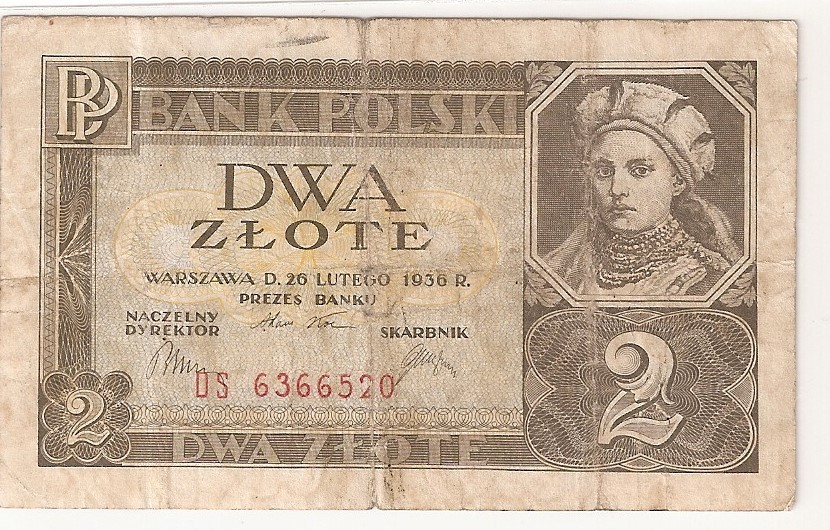 BP
BANK POLSKI
DWA
ZŁOTE
WARSZAWA D. 26 LUTEGO 1936 R.
PREZES BANKU
NACZELNY
DYREKTOR
SKARBNIK
DS 6366520
2
2
DWA ZŁOTE